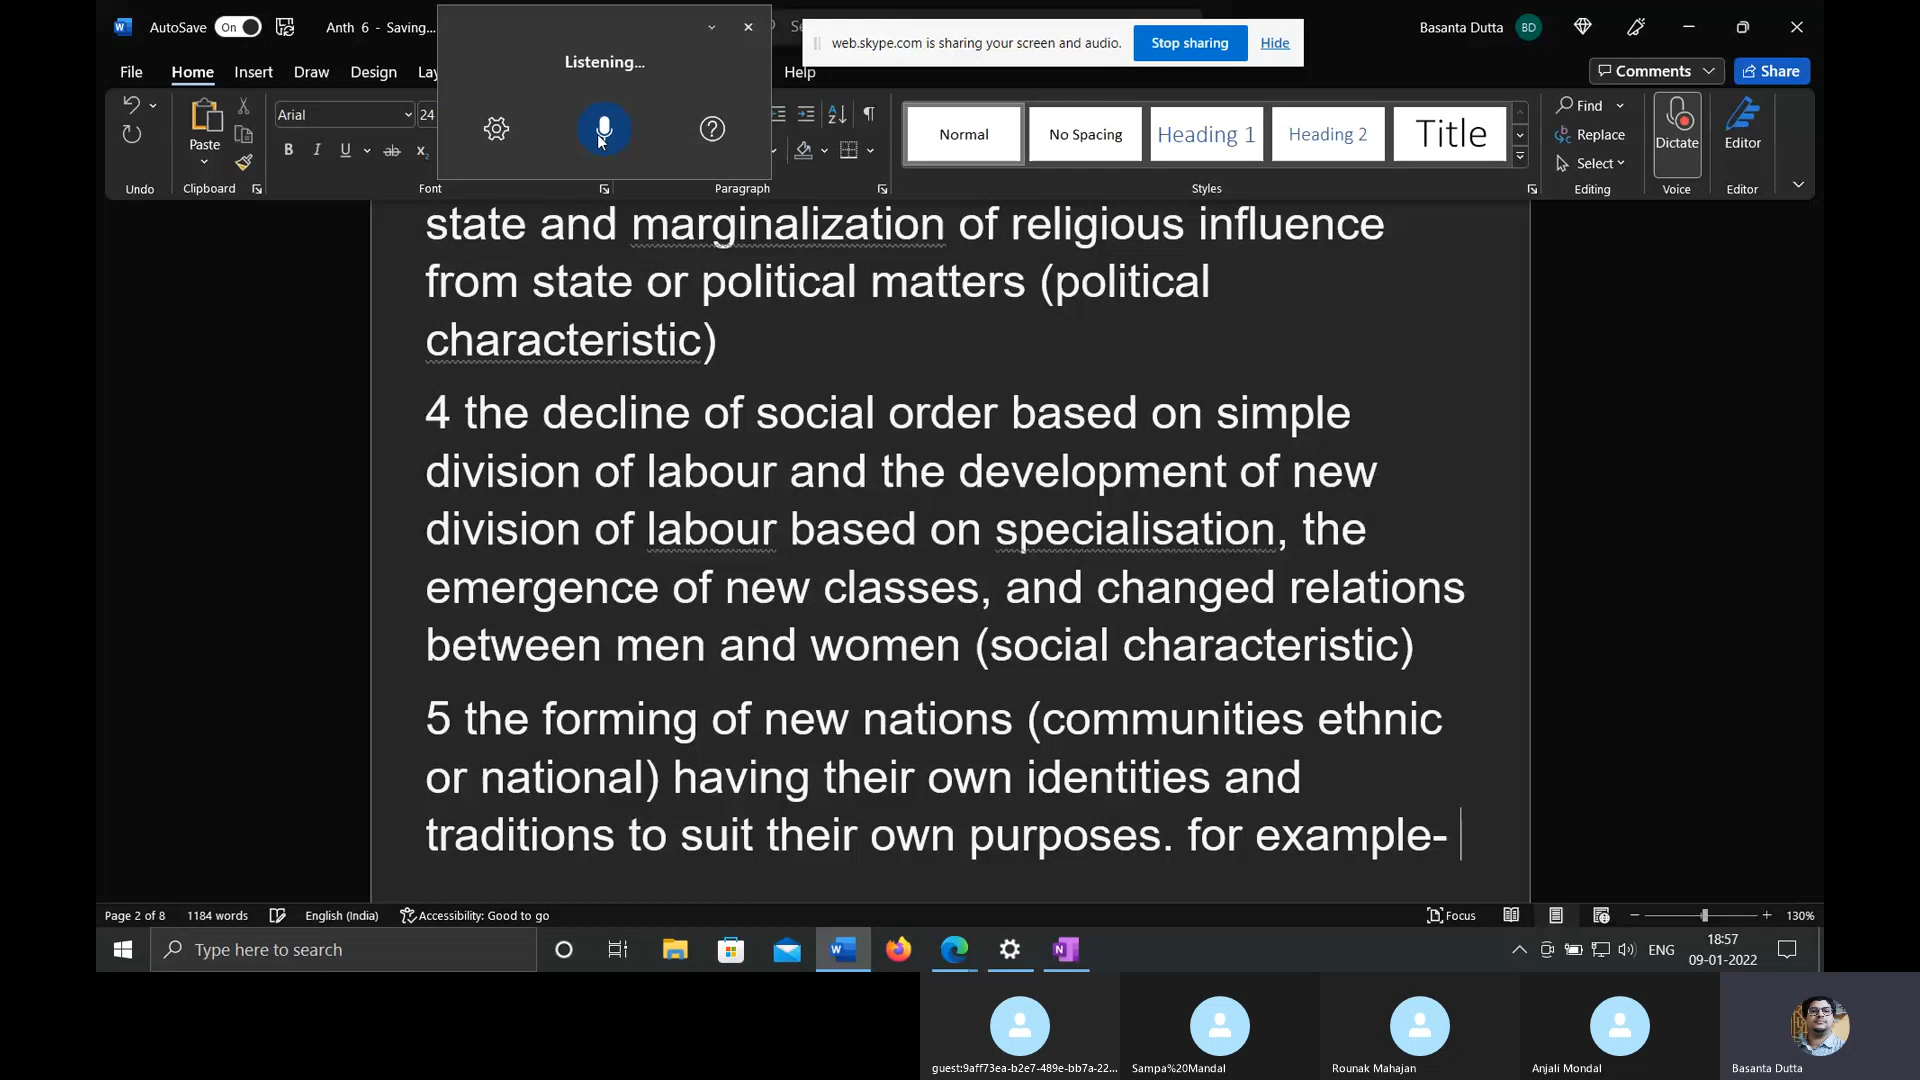 AutoSave On Anth 6 - Saving... Basanta Dutta BD
Listening...
web.skype.com is sharing your screen and audio. Stop sharing Hide
File Home Insert Draw Design Help Comments Share
Arial 24
Paste
B I U ab x₂
Normal No Spacing Heading 1 Heading 2 Title
Find
Replace
Select
Dictate Editor
Undo Clipboard Font Paragraph Styles Editing Voice Editor
state and marginalization of religious influence
from state or political matters (political
characteristic)
4 the decline of social order based on simple
division of labour and the development of new
division of labour based on specialisation, the
emergence of new classes, and changed relations
between men and women (social characteristic)
5 the forming of new nations (communities ethnic
or national) having their own identities and
traditions to suit their own purposes. for example-
Page 2 of 8 1184 words English (India) Accessibility: Good to go Focus 130%
Type here to search ENG 18:57
09-01-2022
guest:9aff73ea-b2e7-489e-bb7a-22... Sampa%20Mandal Rounak Mahajan Anjali Mondal Basanta Dutta